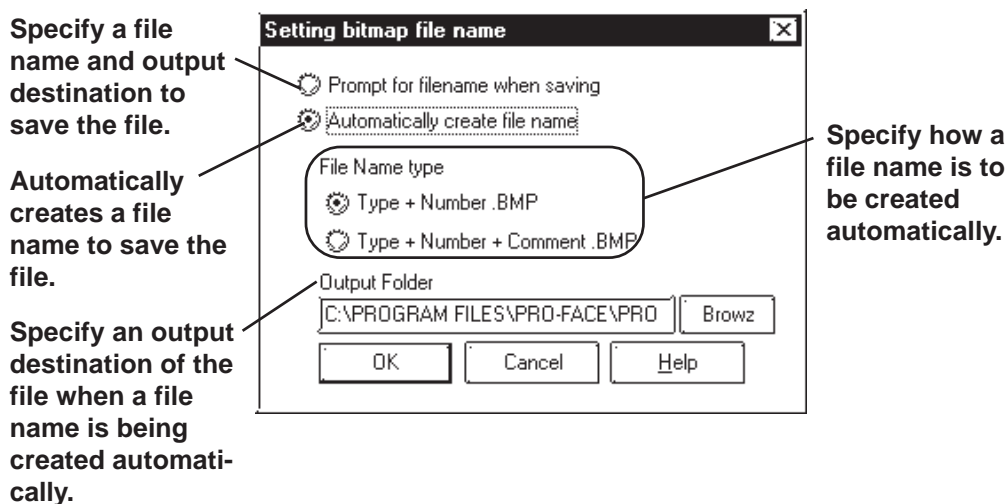 Specify a file
name and output
destination to
save the file.
Automatically
creates a file
name to save the
file.
Specify an output
destination of the
file when a file
name is being
created automati-
cally.
Setting bitmap file name
Prompt for filename when saving
Automatically create file name
File Name type
Type + Number .BMP
Type + Number + Comment .BMP
Output Folder
C:\PROGRAM FILES\PRO-FACE\PRO
Browz
OK
Cancel
Help
Specify how a
file name is to
be created
automatically.